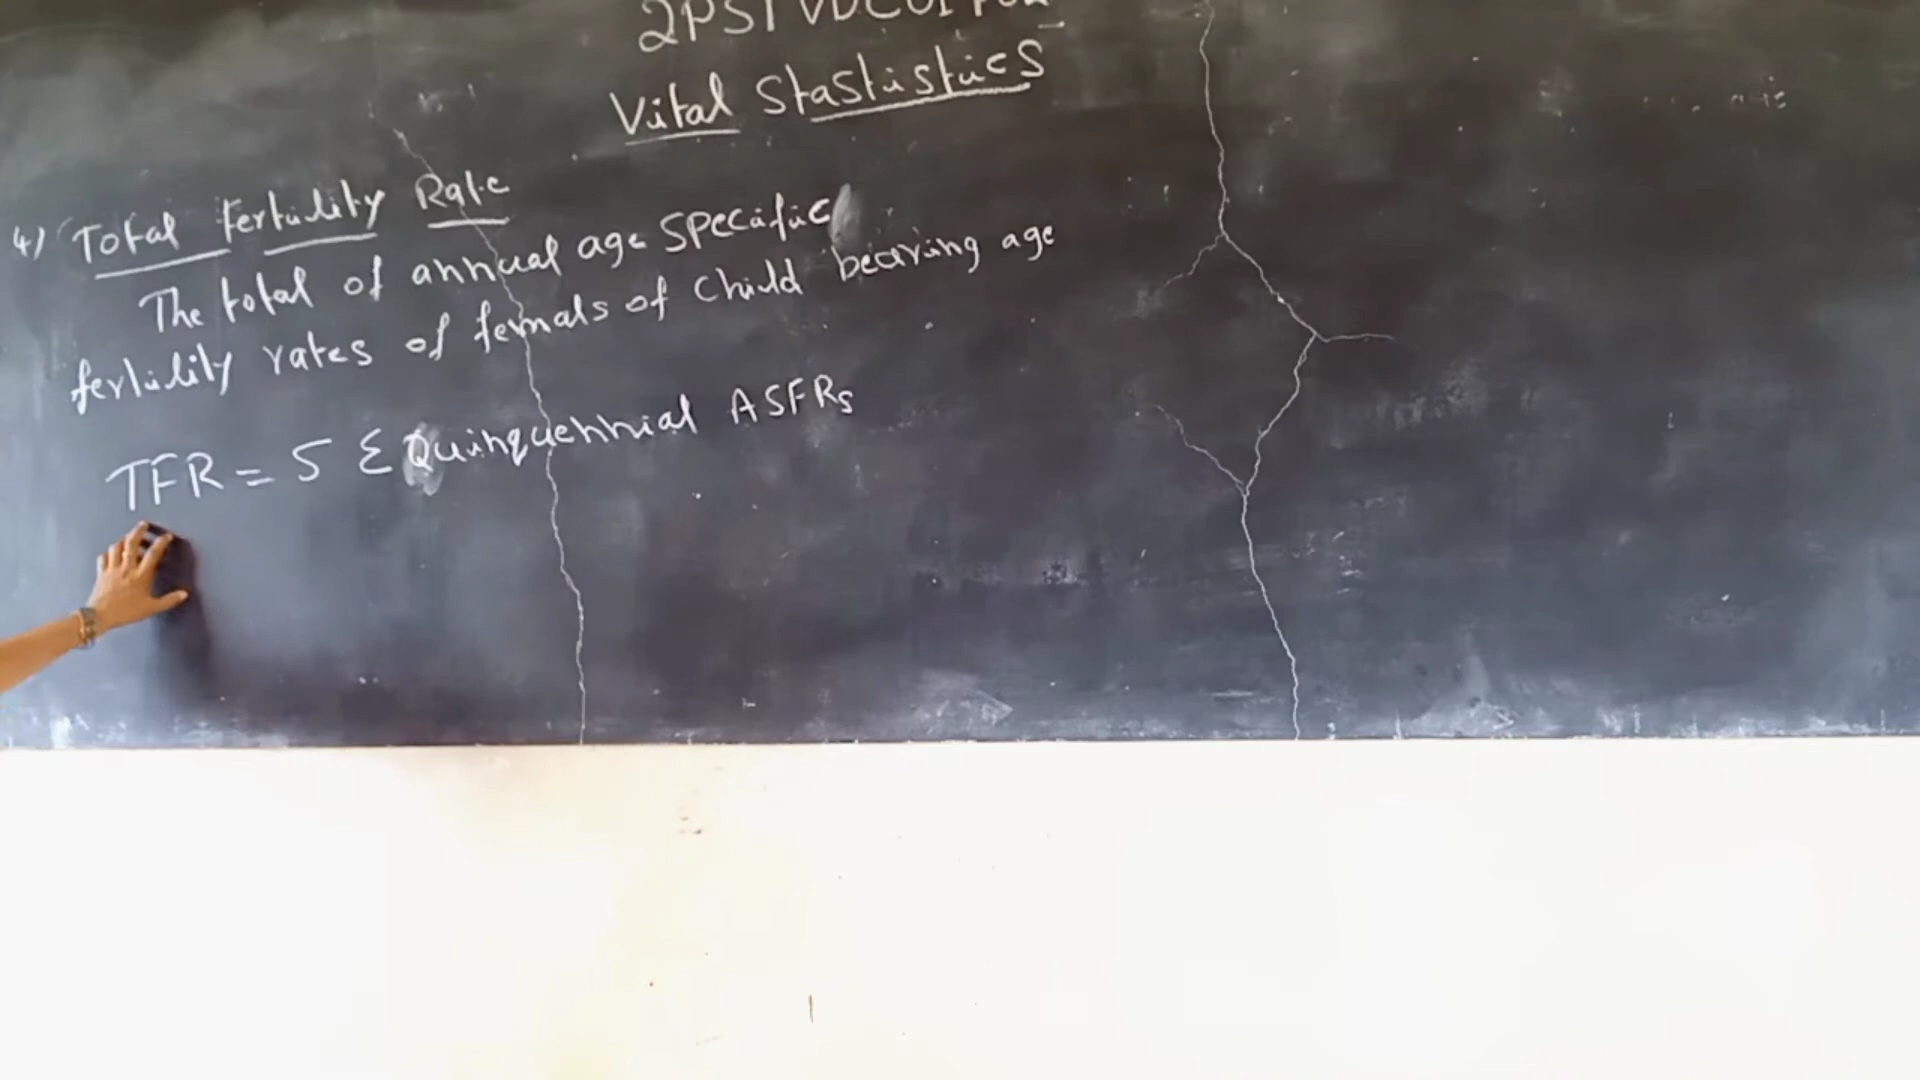 Vital Stastistics
4) Total Fertility Rate
The total of annual age specific
fertility rates of femals of child bearing age
TFR = 5 Σ Quinquennial ASFRs